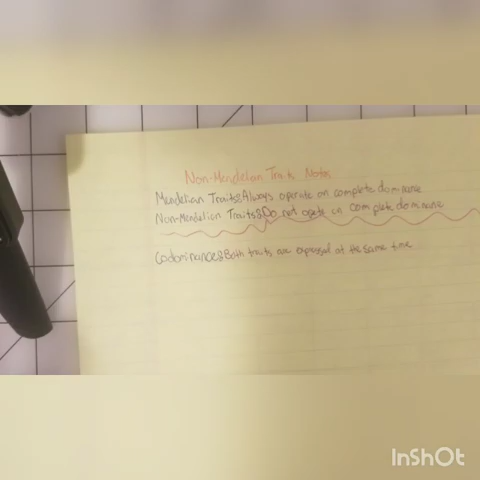 Non-Mendelian Traits Notes
Mendelian Traits: Always operate on complete dominance
Non-Mendelian Traits: Do not operate on complete dominance
Codominance: Both traits are expressed at the same time
InShOt